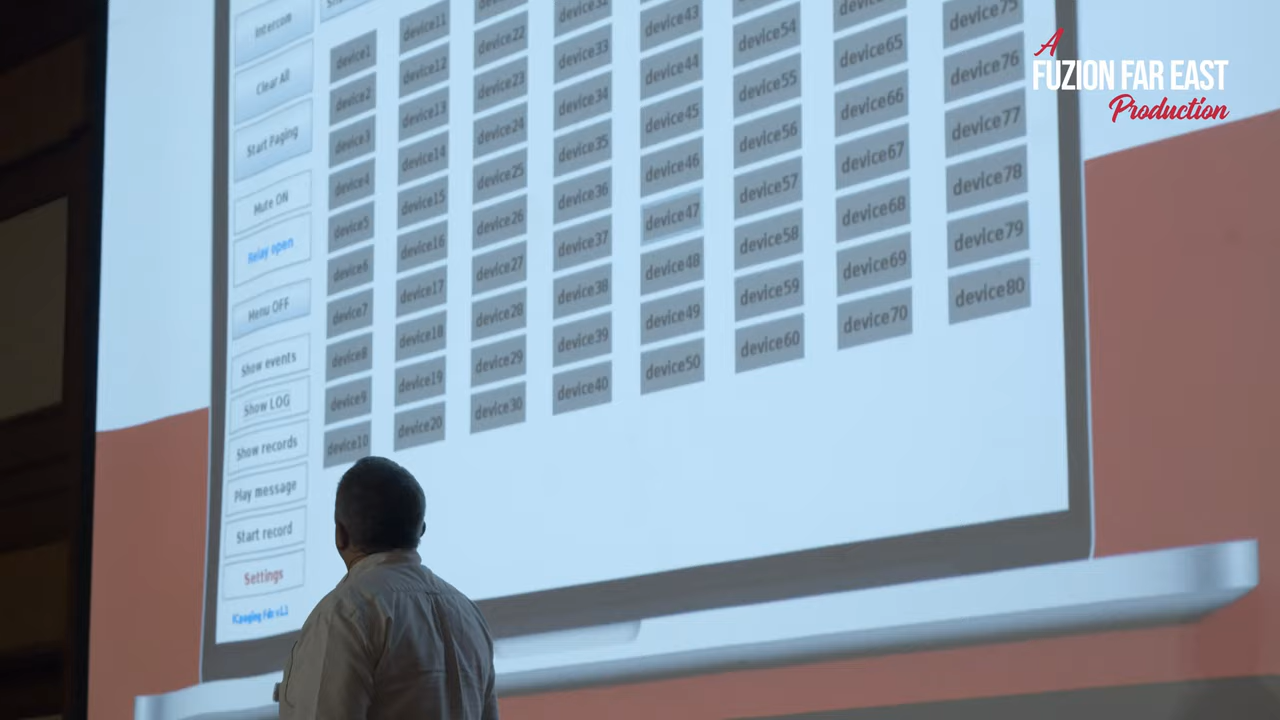 Intercom
Clear All
Start Paging
Mute ON
Relay open
Menu OFF
Show events
Show LOG
Show records
Play message
Start record
Settings
device1
device2
device3
device4
device5
device6
device7
device8
device9
device10
device11
device12
device13
device14
device15
device16
device17
device18
device19
device20
device22
device23
device24
device25
device26
device27
device28
device29
device30
device32
device33
device34
device35
device36
device37
device38
device39
device40
device43
device44
device45
device46
device47
device48
device49
device50
device54
device55
device56
device57
device58
device59
device60
device65
device66
device67
device68
device69
device70
device75
device76
device77
device78
device79
device80
A
FUZION FAR EAST
Production